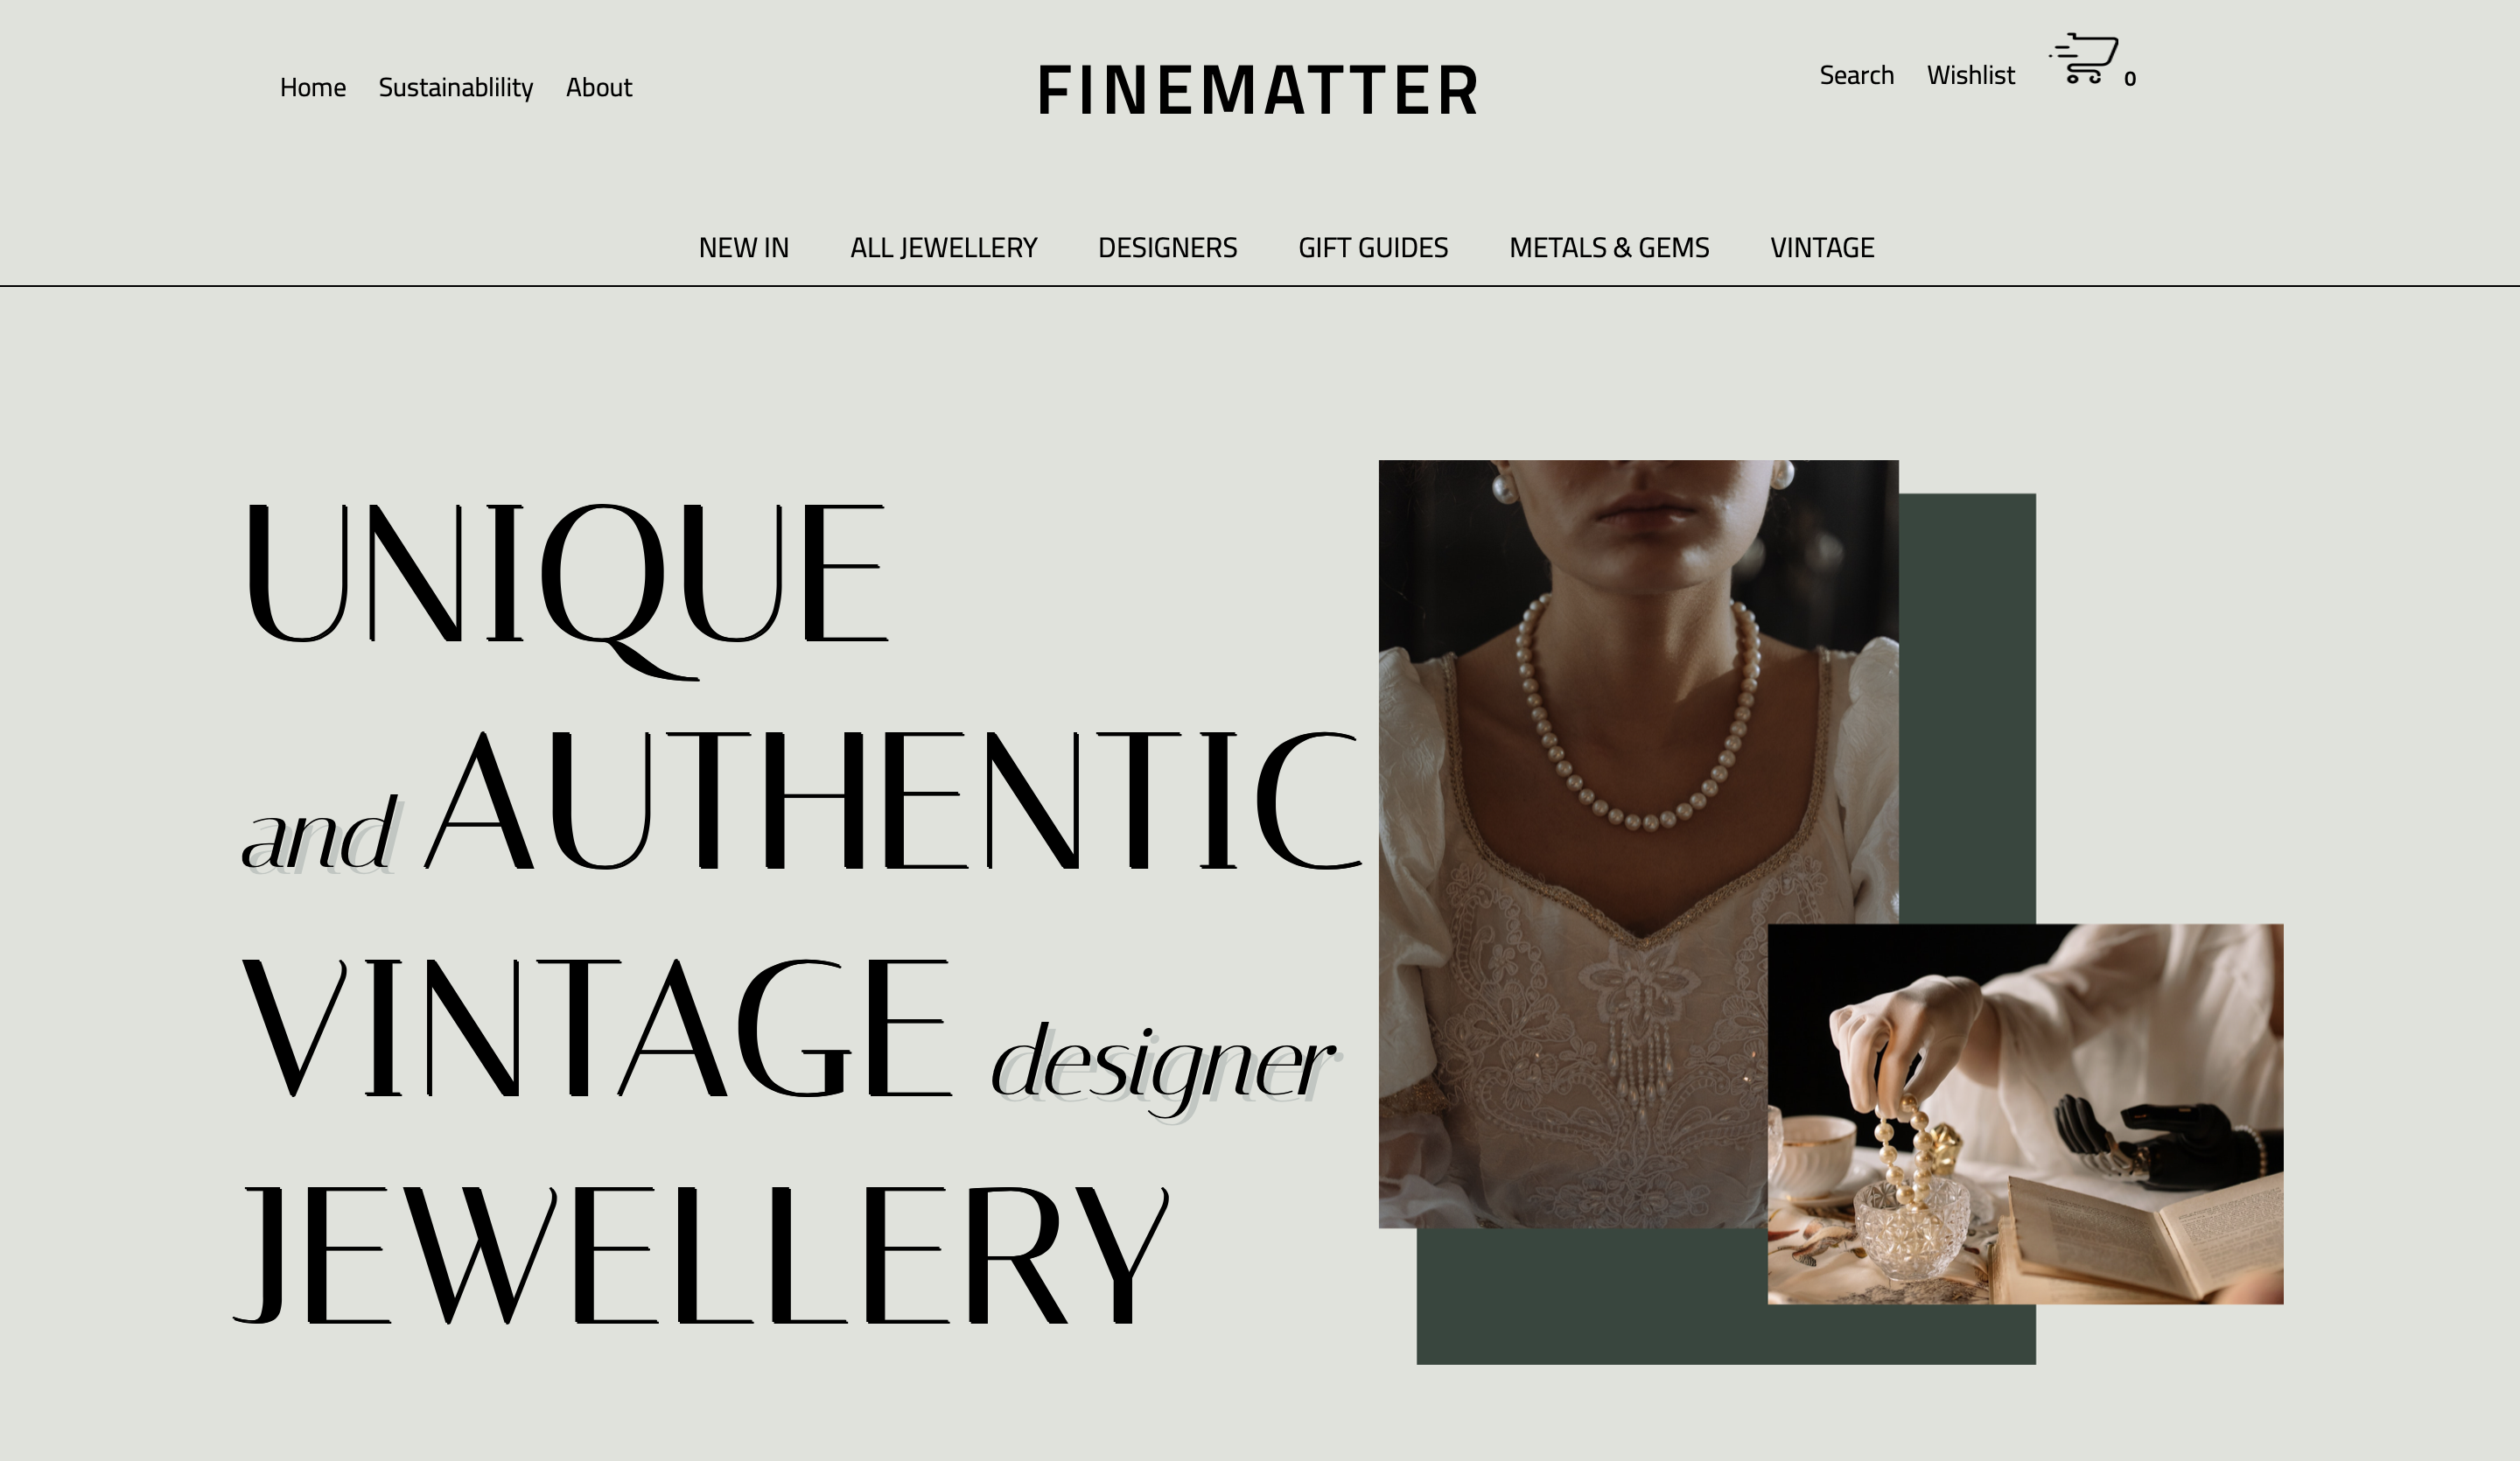 Home Sustainablility About
FINEMATTER
Search Wishlist 0
NEW IN ALL JEWELLERY DESIGNERS GIFT GUIDES METALS & GEMS VINTAGE
UNIQUE
and AUTHENTIC
VINTAGE designer
JEWELLERY